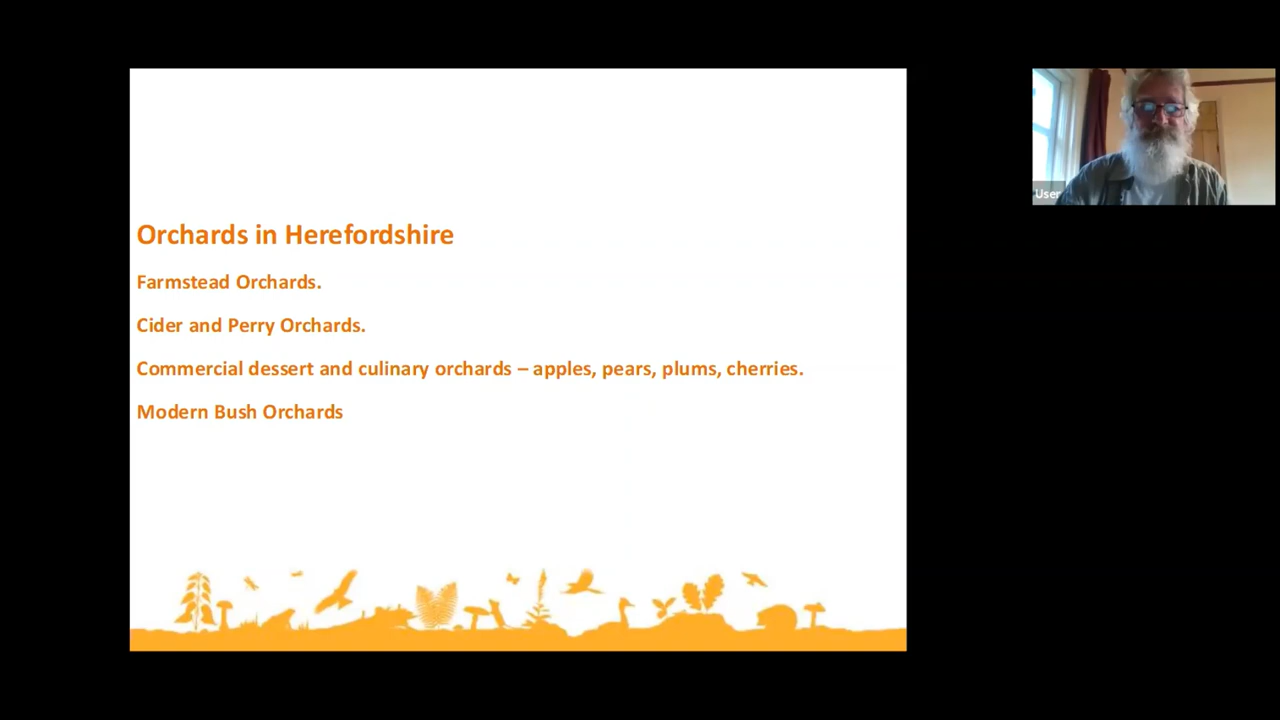 Orchards in Herefordshire
Farmstead Orchards.
Cider and Perry Orchards.
Commercial dessert and culinary orchards – apples, pears, plums, cherries.
Modern Bush Orchards
User